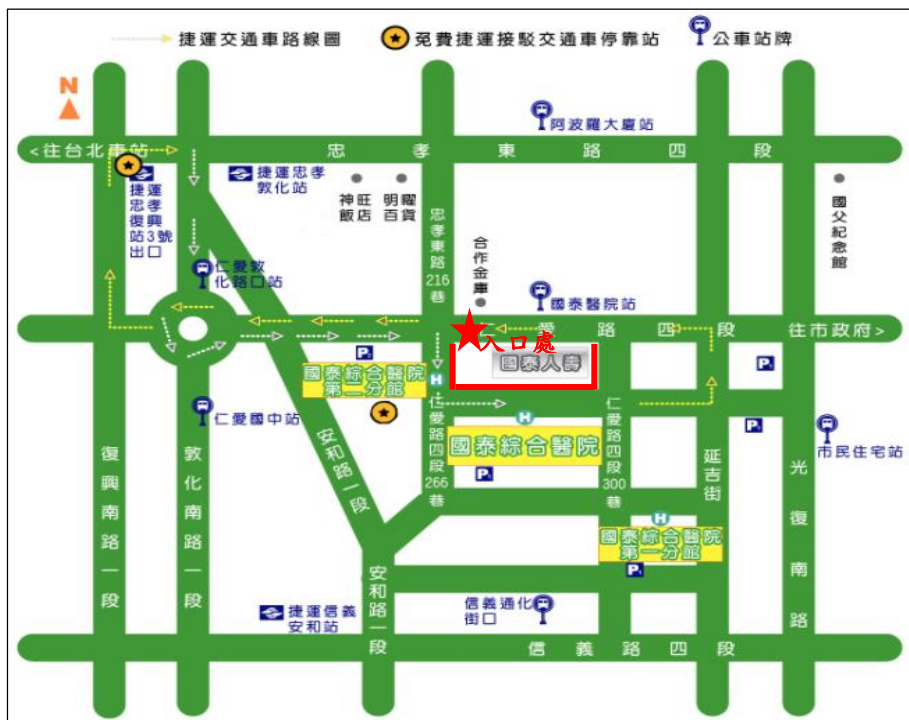 捷運交通車路線圖
免費捷運接駁交通車停靠站
公車站牌
N
阿波羅大廈站
<往台北車站
忠孝東路四段
捷運
忠孝
復興
站3號
出口
捷運忠孝
敦化站
神旺
飯店
明曜
百貨
忠孝東路216巷
合作金庫
國父紀念館
仁愛敦
化路口站
國泰醫院站
仁愛路四段
往市政府>
入口處
國泰人壽
P
國泰綜合醫院
第二分館
H
P
仁愛國中站
仁愛路四段266巷
H
國泰綜合醫院
P
仁愛路四段300巷
P
市民住宅站
安和路一段
復興南路一段
敦化南路一段
延吉街
光復南路
H
國泰綜合醫院
第一分館
P
安和路一段
捷運信義
安和站
信義通化
街口
信義路四段